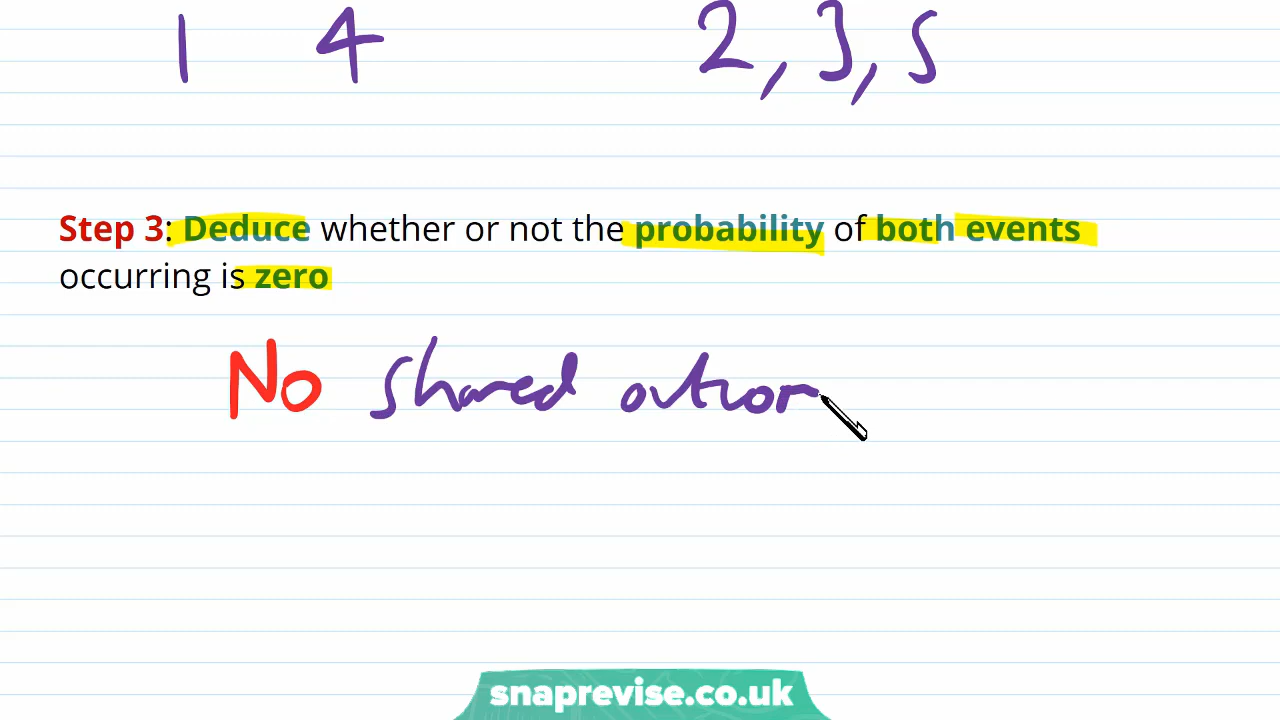 1 4 2, 3, 5
Step 3: Deduce whether or not the probability of both events
occurring is zero
No shared outcom
snaprevise.co.uk